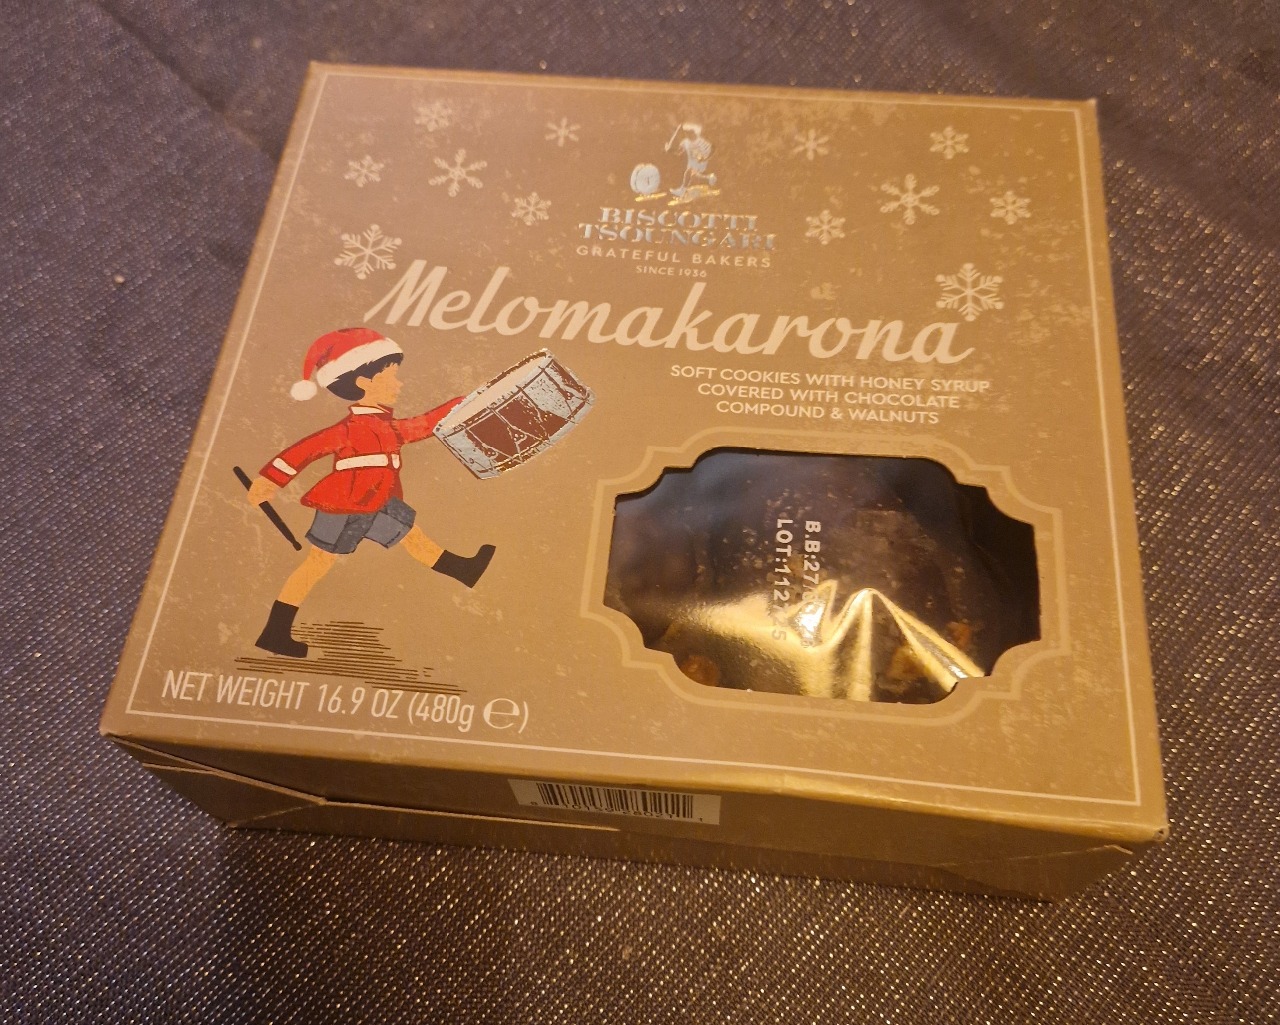 BISCOTTI
TSOUNGARI
GRATEFUL BAKERS
SINCE 1936
Melomakarona
SOFT COOKIES WITH HONEY SYRUP
COVERED WITH CHOCOLATE
COMPOUND & WALNUTS
NET WEIGHT 16.9 OZ (480g ℮)